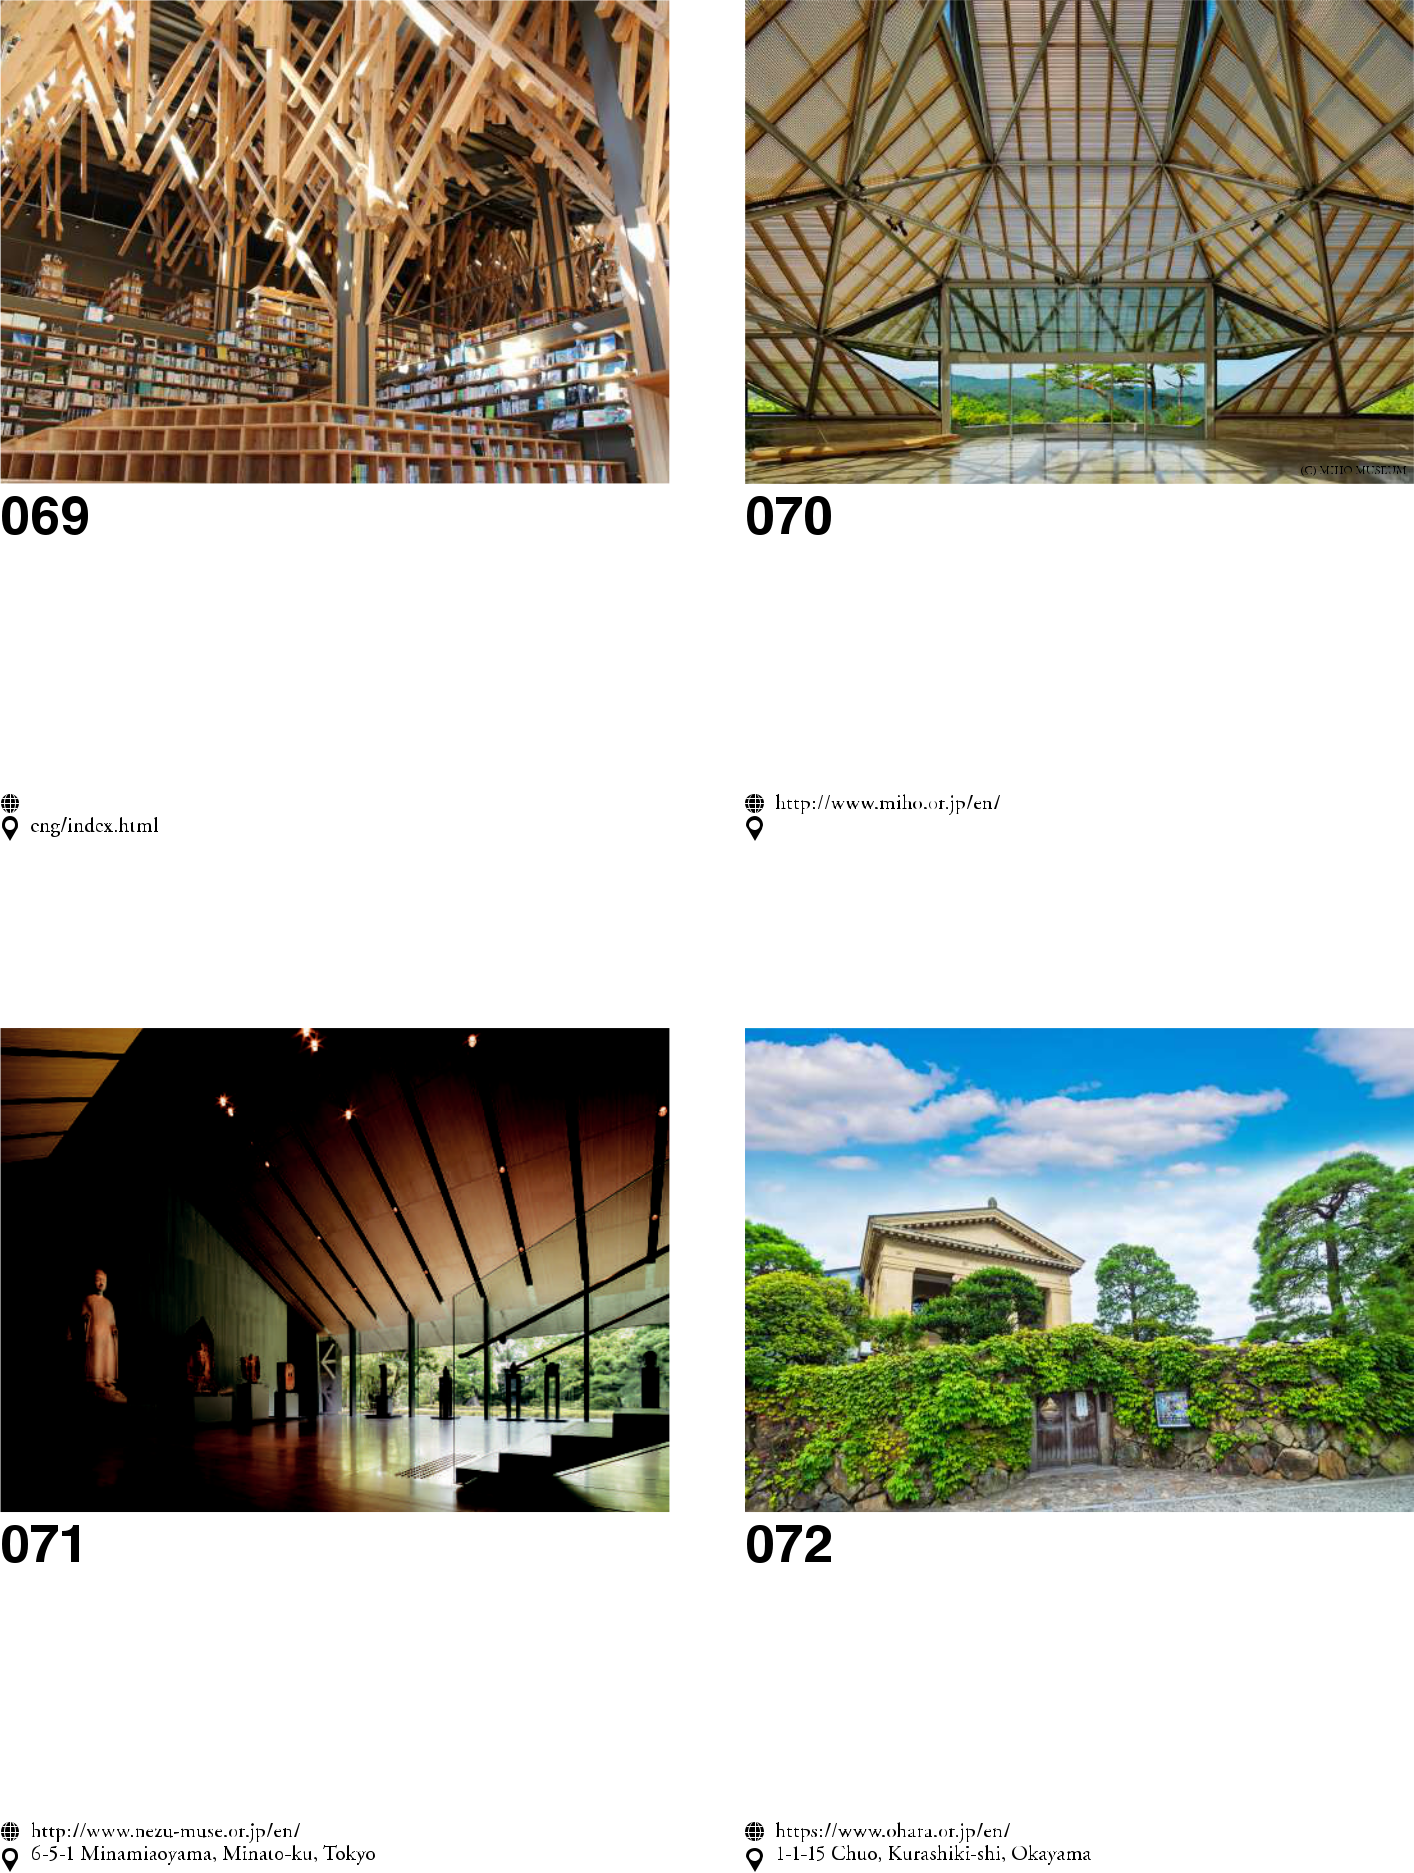 (C) MIHO MUSEUM
069
070
eng/index.html
http://www.miho.or.jp/en/
071
072
http://www.nezu-muse.or.jp/en/
6-5-1 Minamiaoyama, Minato-ku, Tokyo
https://www.ohara.or.jp/en/
1-1-15 Chuo, Kurashiki-shi, Okayama